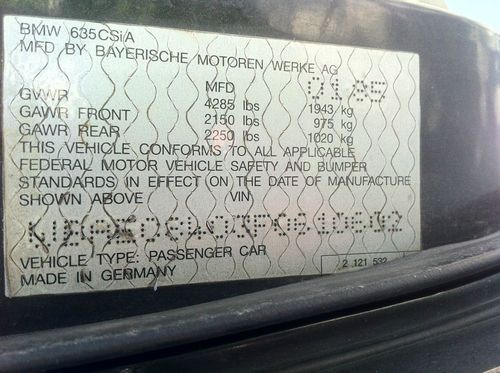 BMW 635CSiA
MFD BY BAYERISCHE MOTOREN WERKE AG
MFD 01 85
GVWR 4285 lbs 1943 kg
GAWR FRONT 2150 lbs 975 kg
GAWR REAR 2250 lbs 1020 kg
THIS VEHICLE CONFORMS TO ALL APPLICABLE
FEDERAL MOTOR VEHICLE SAFETY AND BUMPER
STANDARDS IN EFFECT ON THE DATE OF MANUFACTURE
SHOWN ABOVE VIN
VEHICLE TYPE: PASSENGER CAR
MADE IN GERMANY 2 121 532